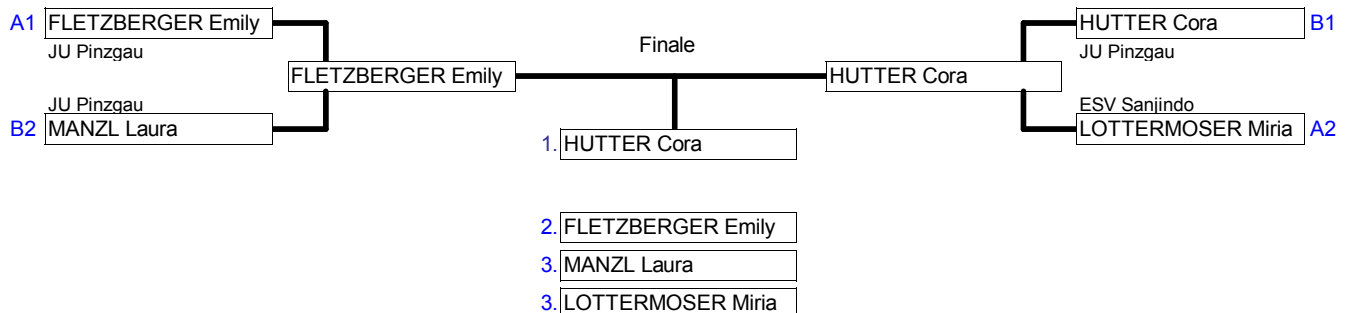 A1 FLETZBERGER Emily
JU Pinzgau
JU Pinzgau
B2 MANZL Laura
FLETZBERGER Emily
Finale
HUTTER Cora
HUTTER Cora B1
JU Pinzgau
ESV Sanjindo
LOTTERMOSER Miria A2
1. HUTTER Cora
2. FLETZBERGER Emily
3. MANZL Laura
3. LOTTERMOSER Miria